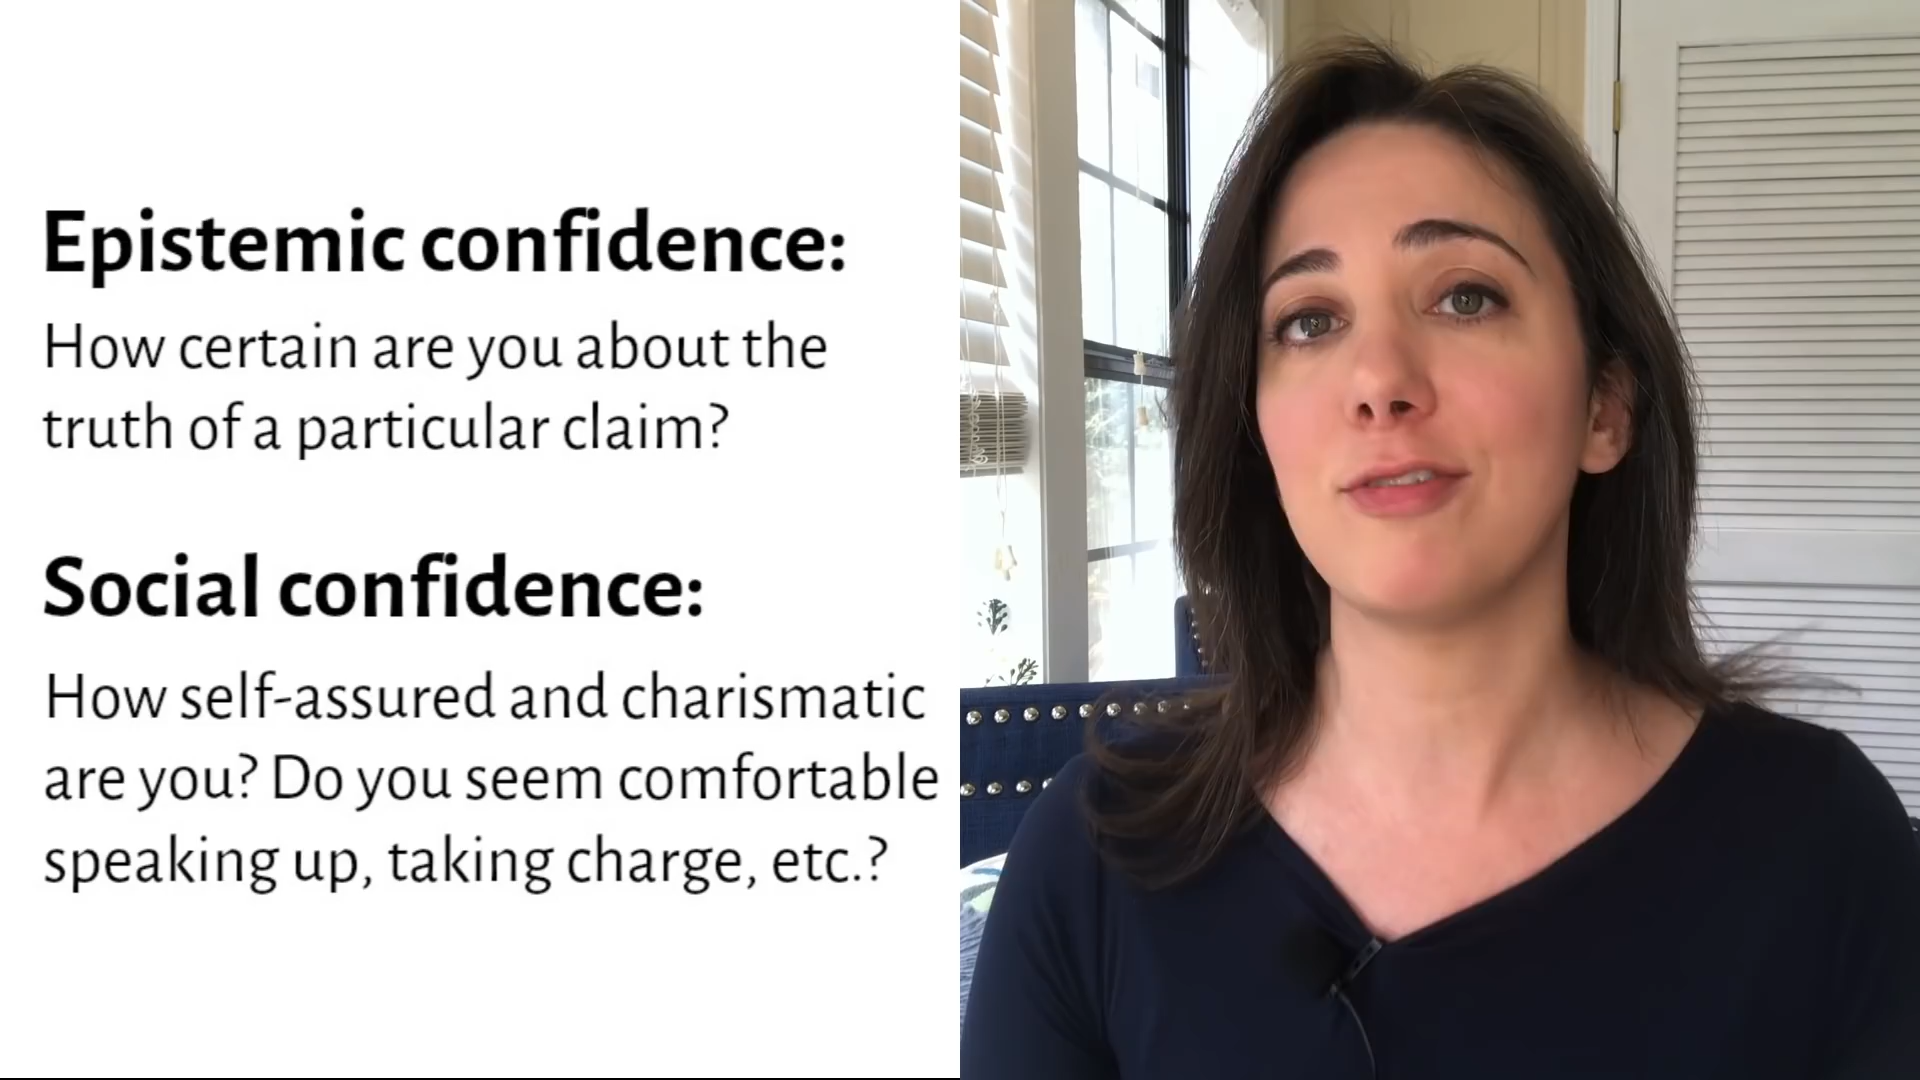 Epistemic confidence:
How certain are you about the
truth of a particular claim?
Social confidence:
How self-assured and charismatic
are you? Do you seem comfortable
speaking up, taking charge, etc.?